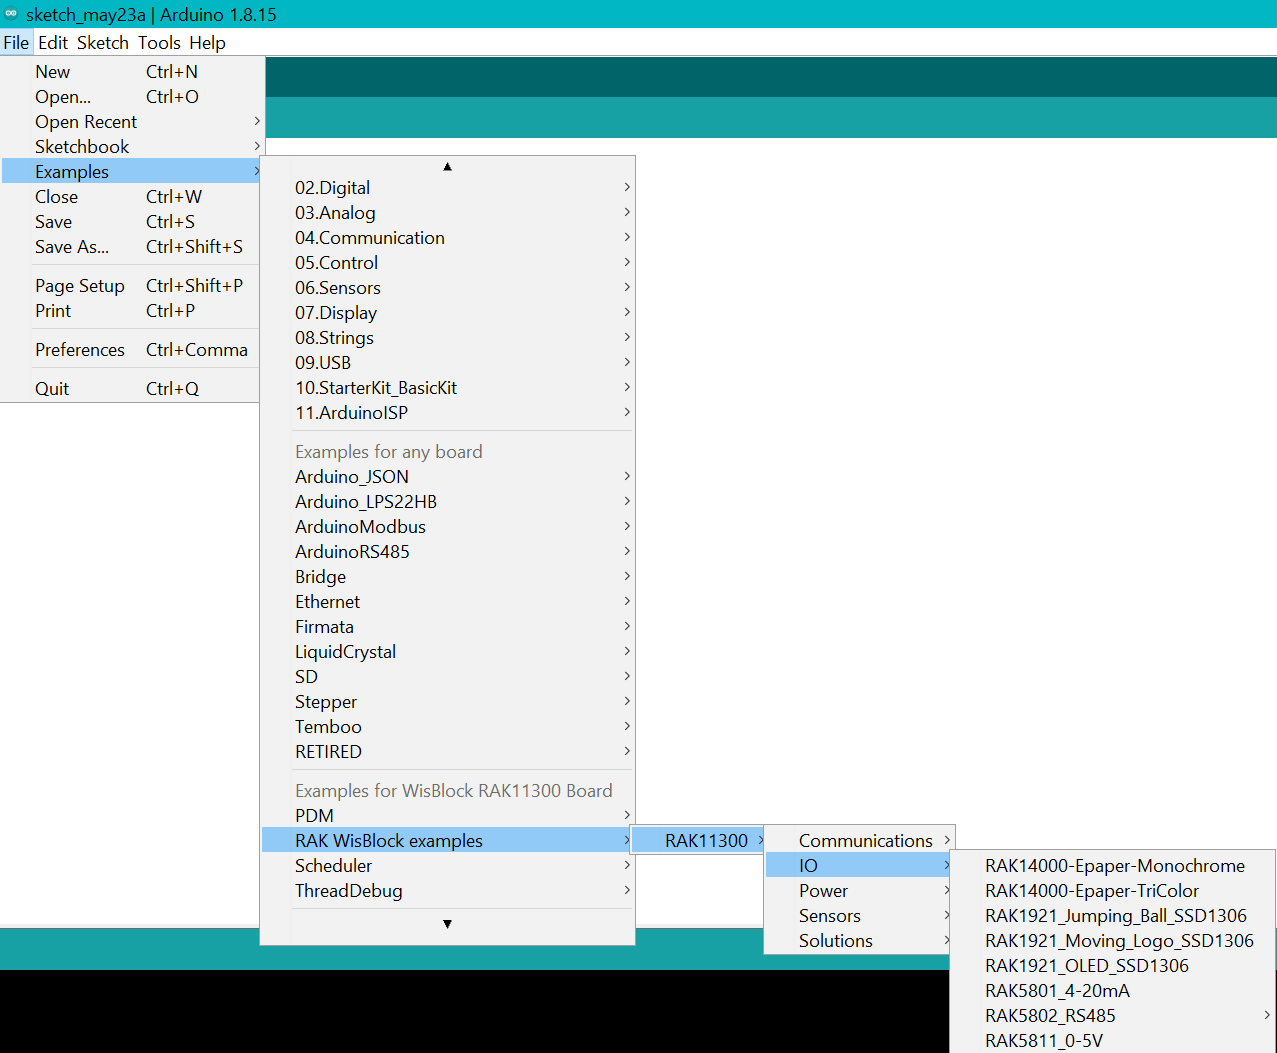 sketch_may23a | Arduino 1.8.15
File Edit Sketch Tools Help
New Ctrl+N
Open... Ctrl+O
Open Recent
Sketchbook
Examples
Close Ctrl+W
Save Ctrl+S
Save As... Ctrl+Shift+S
Page Setup Ctrl+Shift+P
Print Ctrl+P
Preferences Ctrl+Comma
Quit Ctrl+Q
02.Digital
03.Analog
04.Communication
05.Control
06.Sensors
07.Display
08.Strings
09.USB
10.StarterKit_BasicKit
11.ArduinoISP
Examples for any board
Arduino_JSON
Arduino_LPS22HB
ArduinoModbus
ArduinoRS485
Bridge
Ethernet
Firmata
LiquidCrystal
SD
Stepper
Temboo
RETIRED
Examples for WisBlock RAK11300 Board
PDM
RAK WisBlock examples
Scheduler
ThreadDebug
RAK11300
Communications
IO
Power
Sensors
Solutions
RAK14000-Epaper-Monochrome
RAK14000-Epaper-TriColor
RAK1921_Jumping_Ball_SSD1306
RAK1921_Moving_Logo_SSD1306
RAK1921_OLED_SSD1306
RAK5801_4-20mA
RAK5802_RS485
RAK5811_0-5V